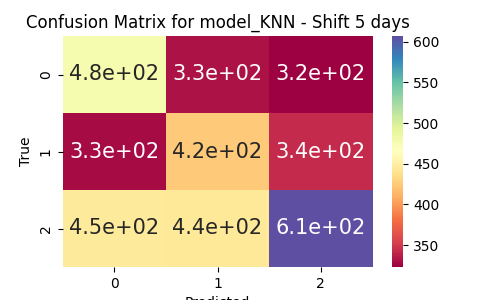 Confusion Matrix for model_KNN - Shift 5 days
0 4.8e+02 3.3e+02 3.2e+02
1 3.3e+02 4.2e+02 3.4e+02
2 4.5e+02 4.4e+02 6.1e+02
0 1 2
True
Predicted
600
550
500
450
400
350